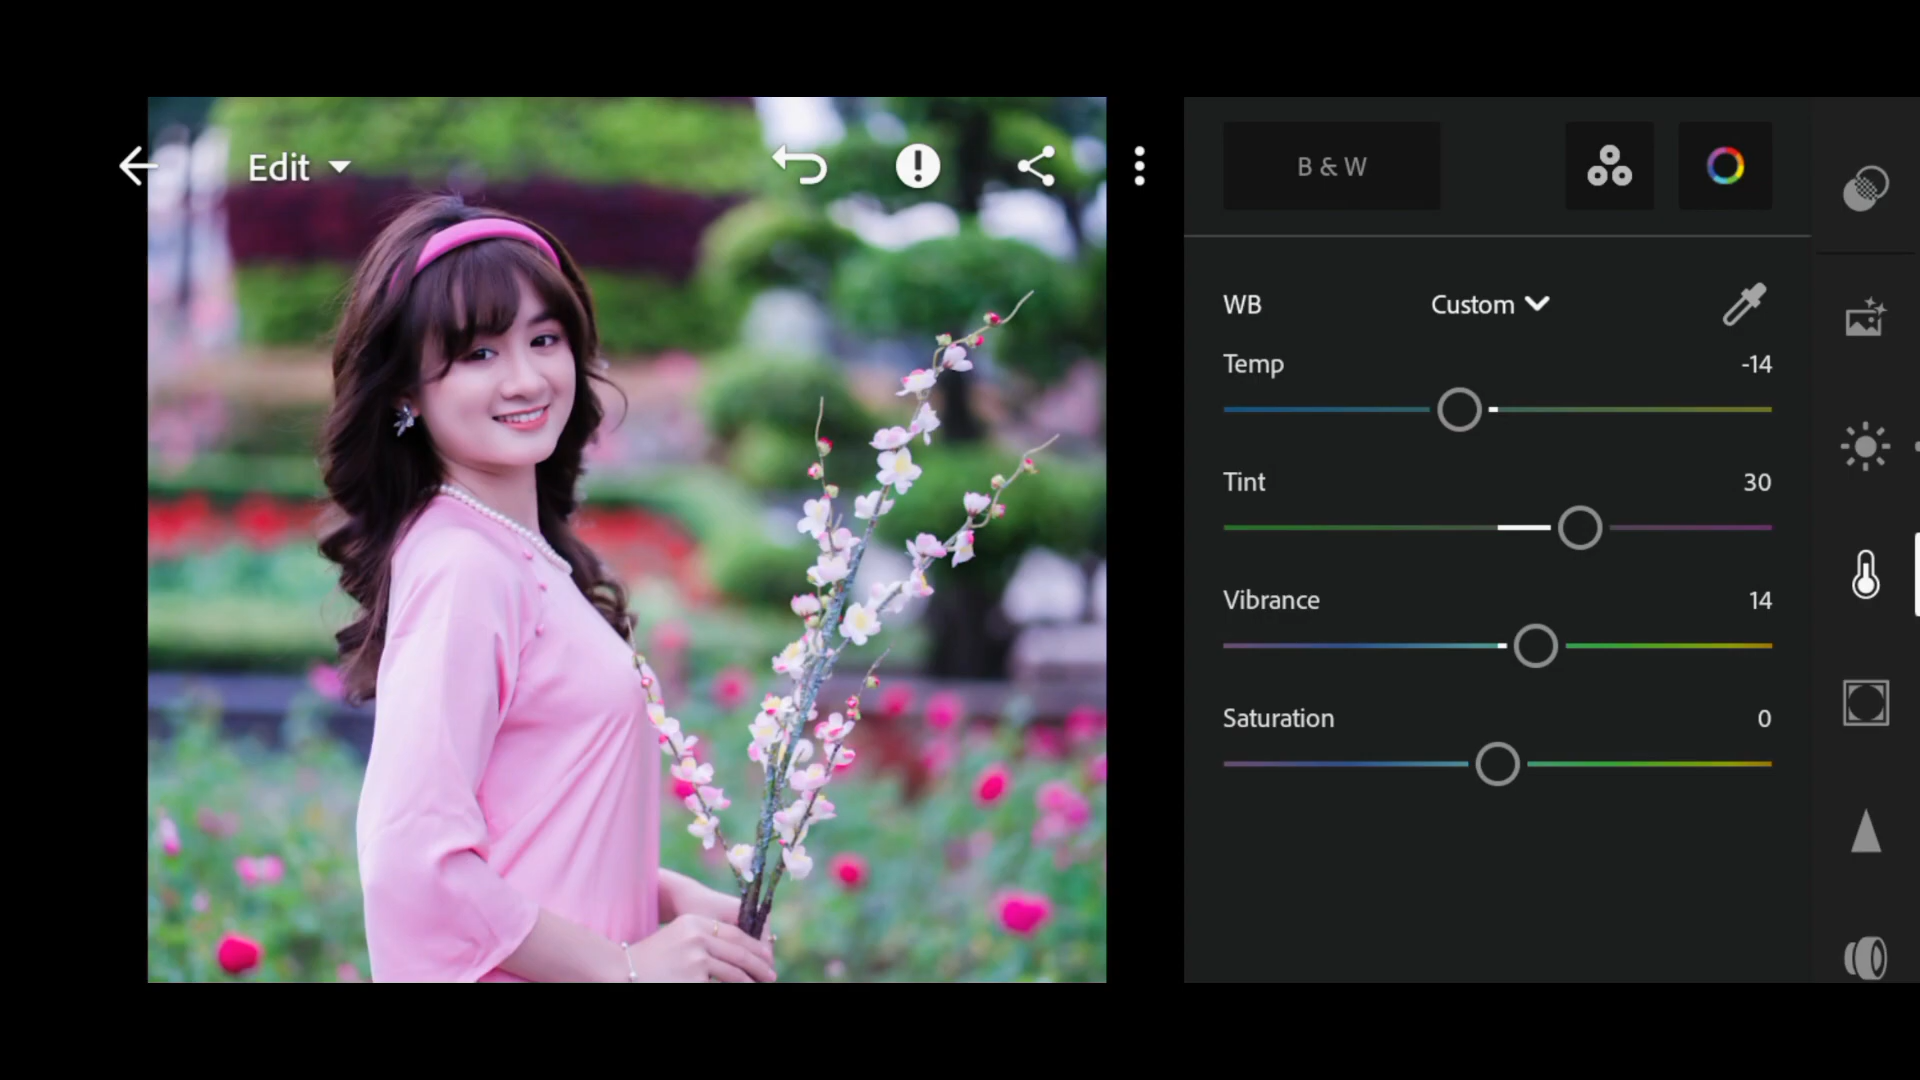 Edit
B & W
WB Custom
Temp -14
Tint 30
Vibrance 14
Saturation 0